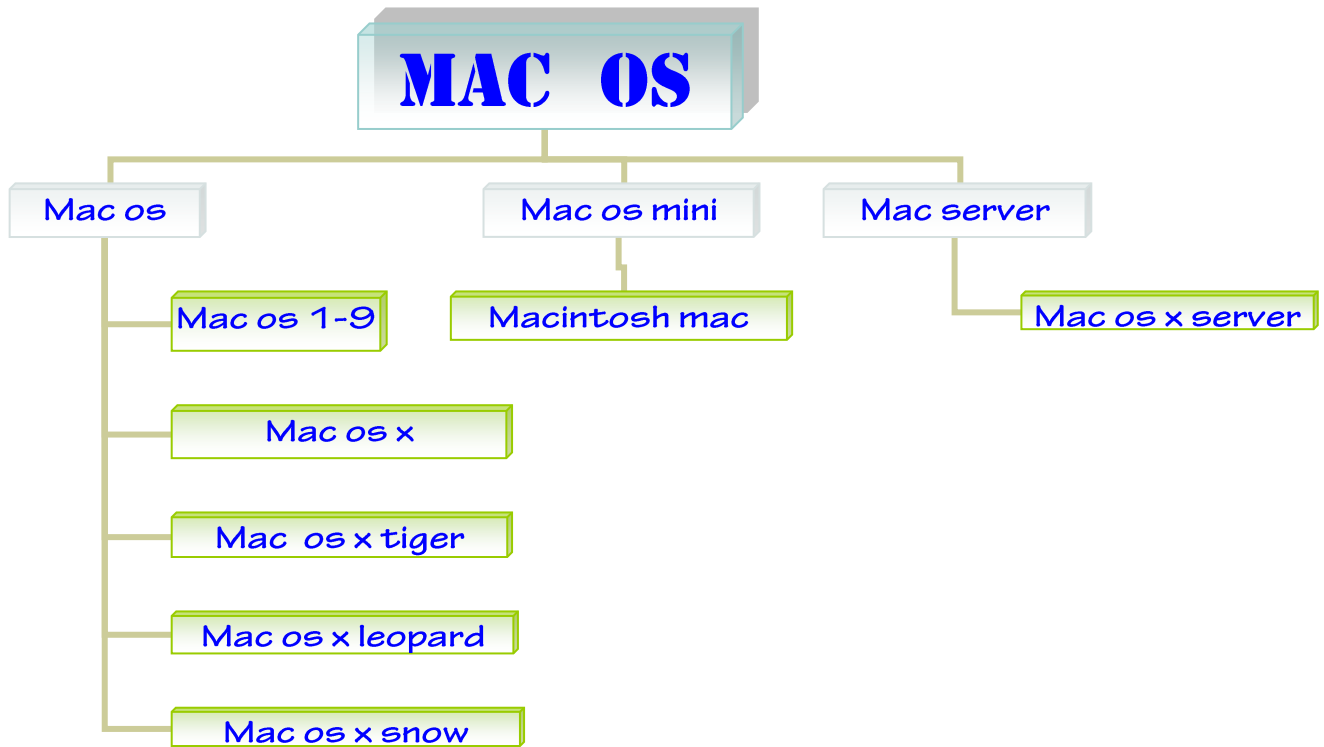 MAC OS
Mac os
Mac os mini
Mac server
Mac os 1-9
Macintosh mac
Mac os x server
Mac os x
Mac os x tiger
Mac os x leopard
Mac os x snow